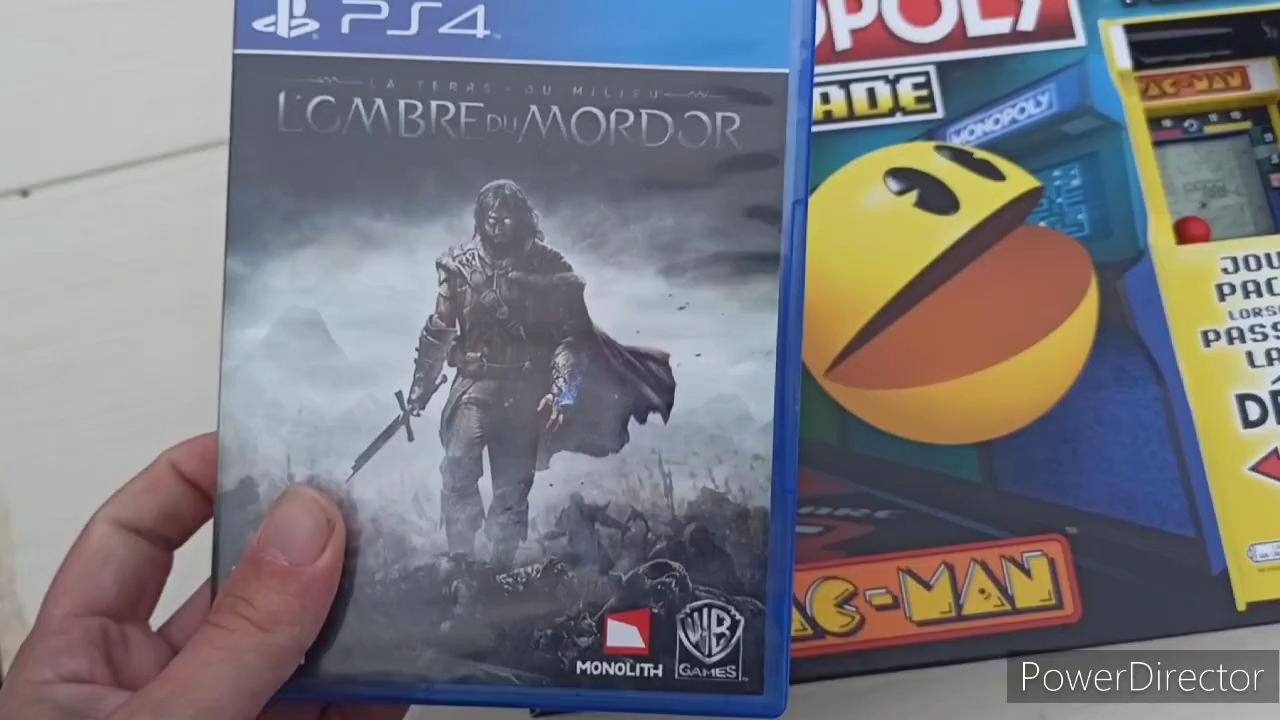 PS4
LA TERRE-DU MILIEU
L'OMBRE DU MORDOR
MONOLITH
WB
GAMES
OPOLY
ADE
MONOPOLY
PAC-MAN
JOU
PAC
LORS
PASS
LA
DÉ
AC-MAN
PowerDirector